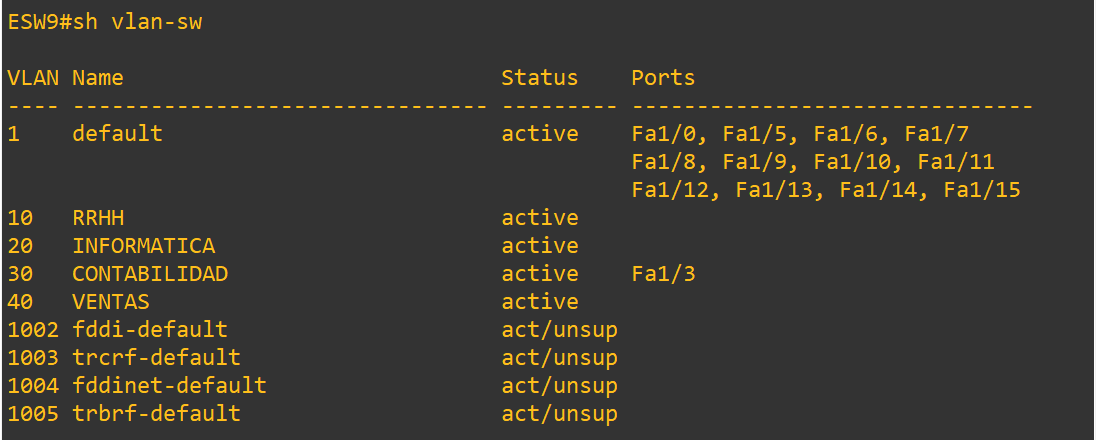 ESW9#sh vlan-sw
VLAN Name                             Status    Ports
---- -------------------------------- --------- -------------------------------
1    default                          active    Fa1/0, Fa1/5, Fa1/6, Fa1/7
                                                Fa1/8, Fa1/9, Fa1/10, Fa1/11
                                                Fa1/12, Fa1/13, Fa1/14, Fa1/15
10   RRHH                             active
20   INFORMATICA                      active
30   CONTABILIDAD                     active    Fa1/3
40   VENTAS                           active
1002 fddi-default                     act/unsup
1003 trcrf-default                    act/unsup
1004 fddinet-default                  act/unsup
1005 trbrf-default                    act/unsup